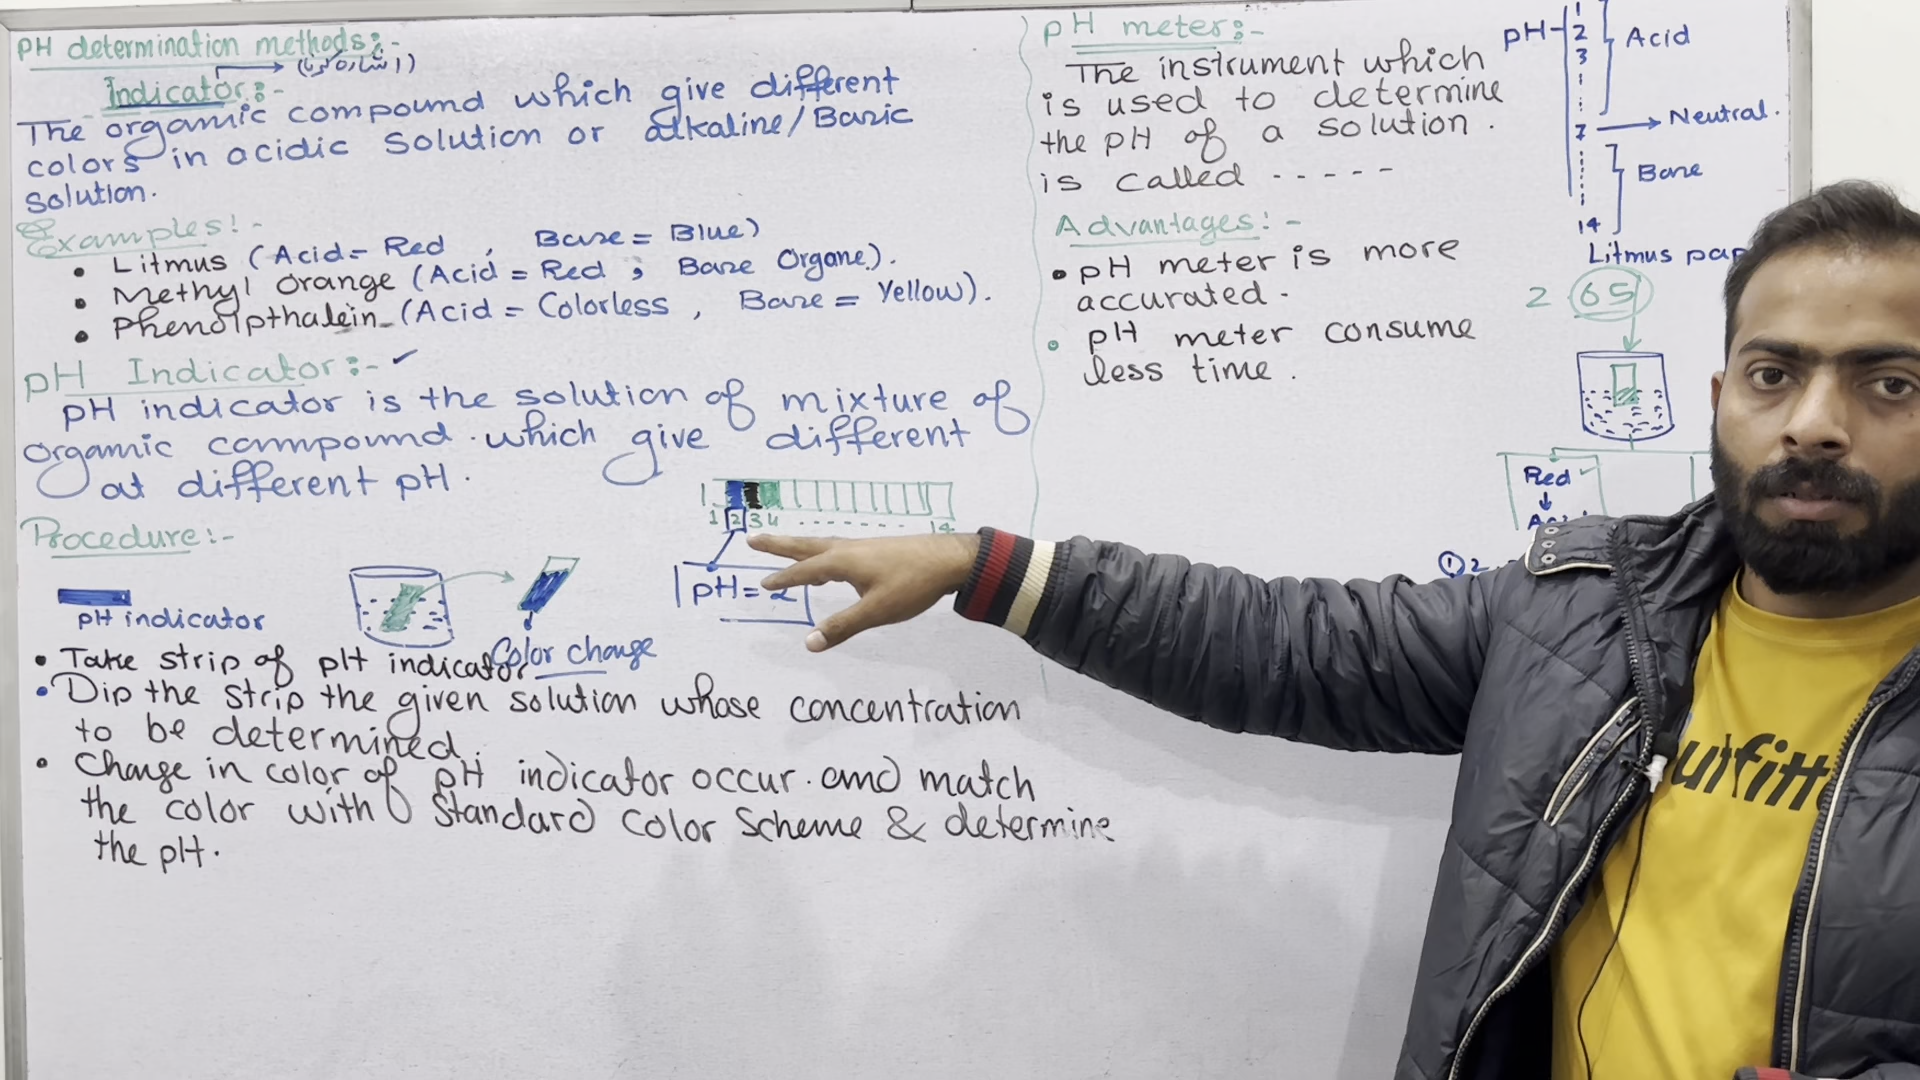 PH determination methods:-
Indicator:- → (اشارہ کرنا)
The organic compound which give different
colors in acidic solution or alkaline/Basic
solution.
Examples:-
• Litmus (Acid= Red , Base= Blue)
• Methyl orange (Acid = Red , Base Organe).
• Phenolpthalein (Acid = Colorless , Base = Yellow).
pH Indicator:- ✓
pH indicator is the solution of mixture of
organic compound which give different
at different pH.
1 2 3 4 - - - - - - - 14
Procedure:-
pH = 2
pH indicator
Color change
• Take strip of pH indicator
• Dip the strip the given solution whose concentration
to be determined.
• Change in color of pH indicator occur. and match
the color with standard color scheme & determine
the pH.
pH meter:-
The instrument which
is used to determine
the pH of a solution.
is called - - - - -
Advantages:-
• pH meter is more
accurated.
• pH meter consume
less time.
pH
1
2
3
Acid
7 → Neutral.
Base
14
Litmus pap
2.65
Red ✓
① 2
outfitt